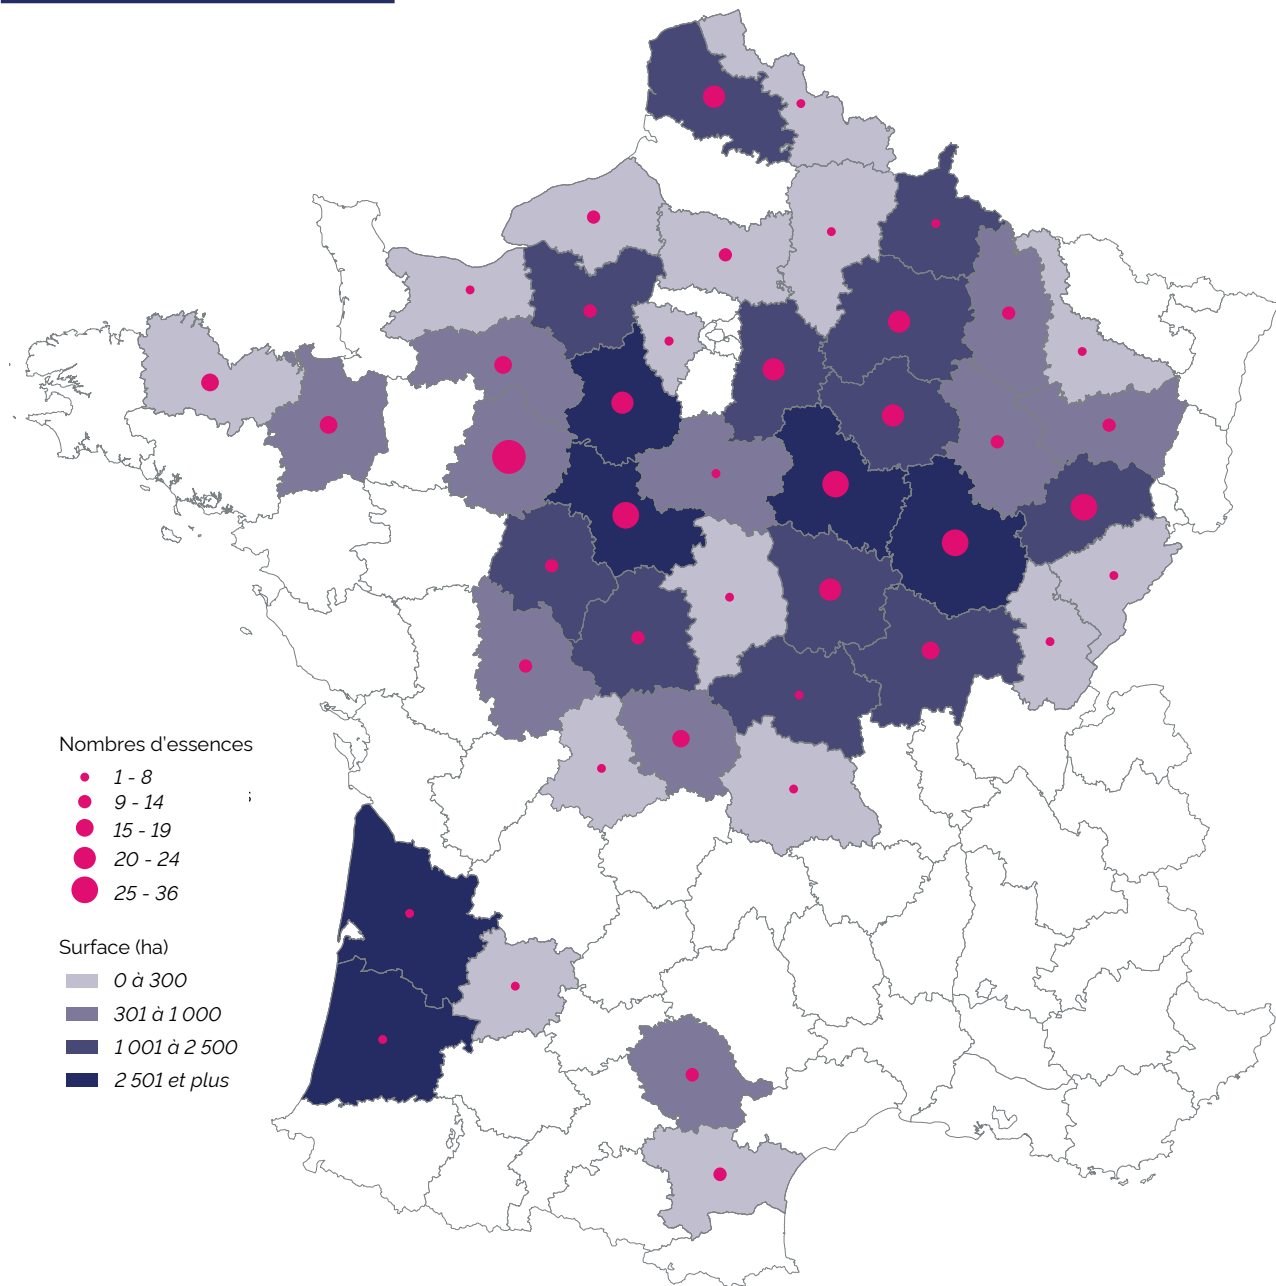 Nombres d'essences
1 - 8
9 - 14
15 - 19
20 - 24
25 - 36
Surface (ha)
0 à 300
301 à 1 000
1 001 à 2 500
2 501 et plus